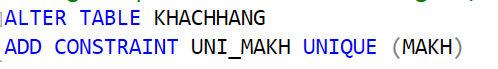 ALTER TABLE KHACHHANG
ADD CONSTRAINT UNI_MAKH UNIQUE (MAKH)